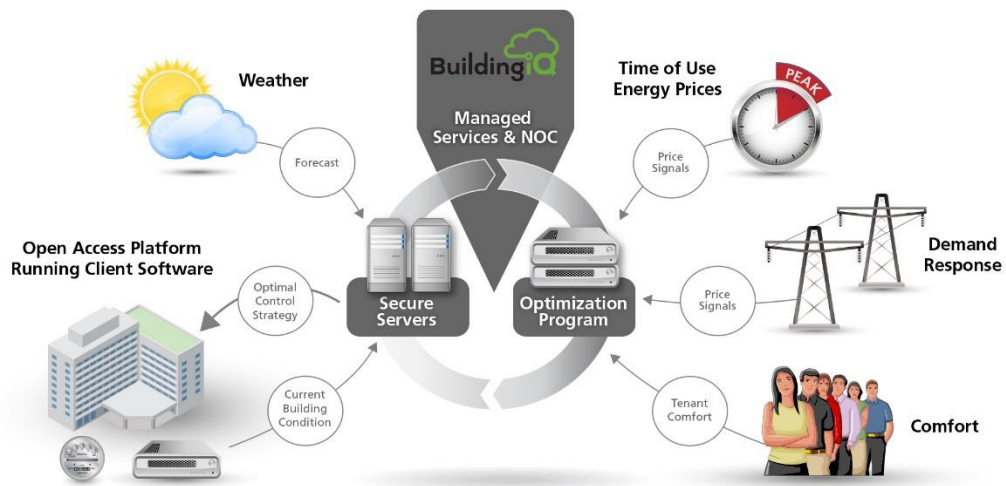 BuildingiQ
Managed
Services & NOC
Weather
Forecast
Time of Use
Energy Prices
PEAK
Price
Signals
Open Access Platform
Running Client Software
Optimal
Control
Strategy
Secure
Servers
Optimization
Program
Price
Signals
Demand
Response
Current
Building
Condition
Tenant
Comfort
Comfort